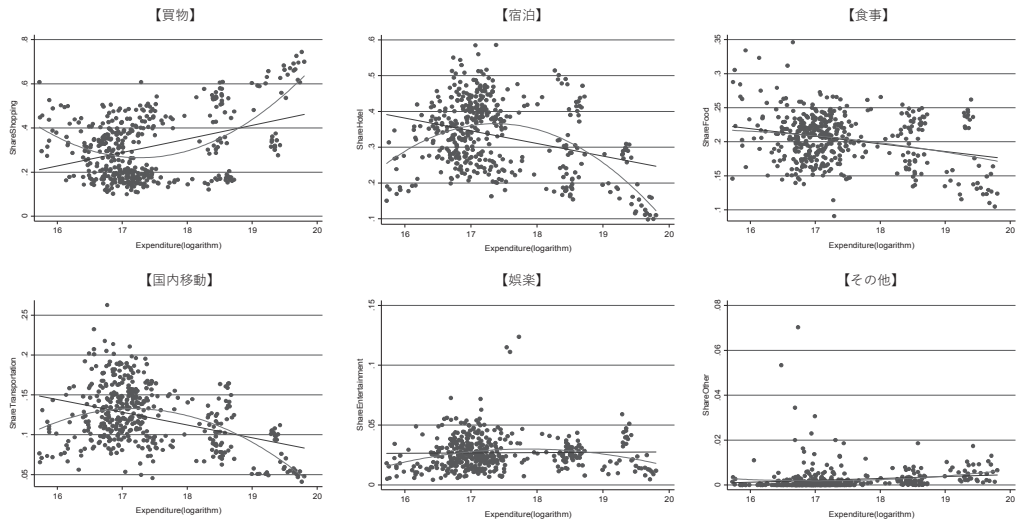 【買物】
.8
.6
.4
.2
0
ShareShopping
16 17 18 19 20
Expenditure(logarithm)
【宿泊】
.6
.5
.4
.3
.2
.1
ShareHotel
16 17 18 19 20
Expenditure(logarithm)
【食事】
.35
.3
.25
.2
.15
.1
ShareFood
16 17 18 19 20
Expenditure(logarithm)
【国内移動】
.25
.2
.15
.1
.05
ShareTransportation
16 17 18 19 20
Expenditure(logarithm)
【娯楽】
.15
.1
.05
0
ShareEntertainment
16 17 18 19 20
Expenditure(logarithm)
【その他】
.08
.06
.04
.02
0
ShareOther
16 17 18 19 20
Expenditure(logarithm)